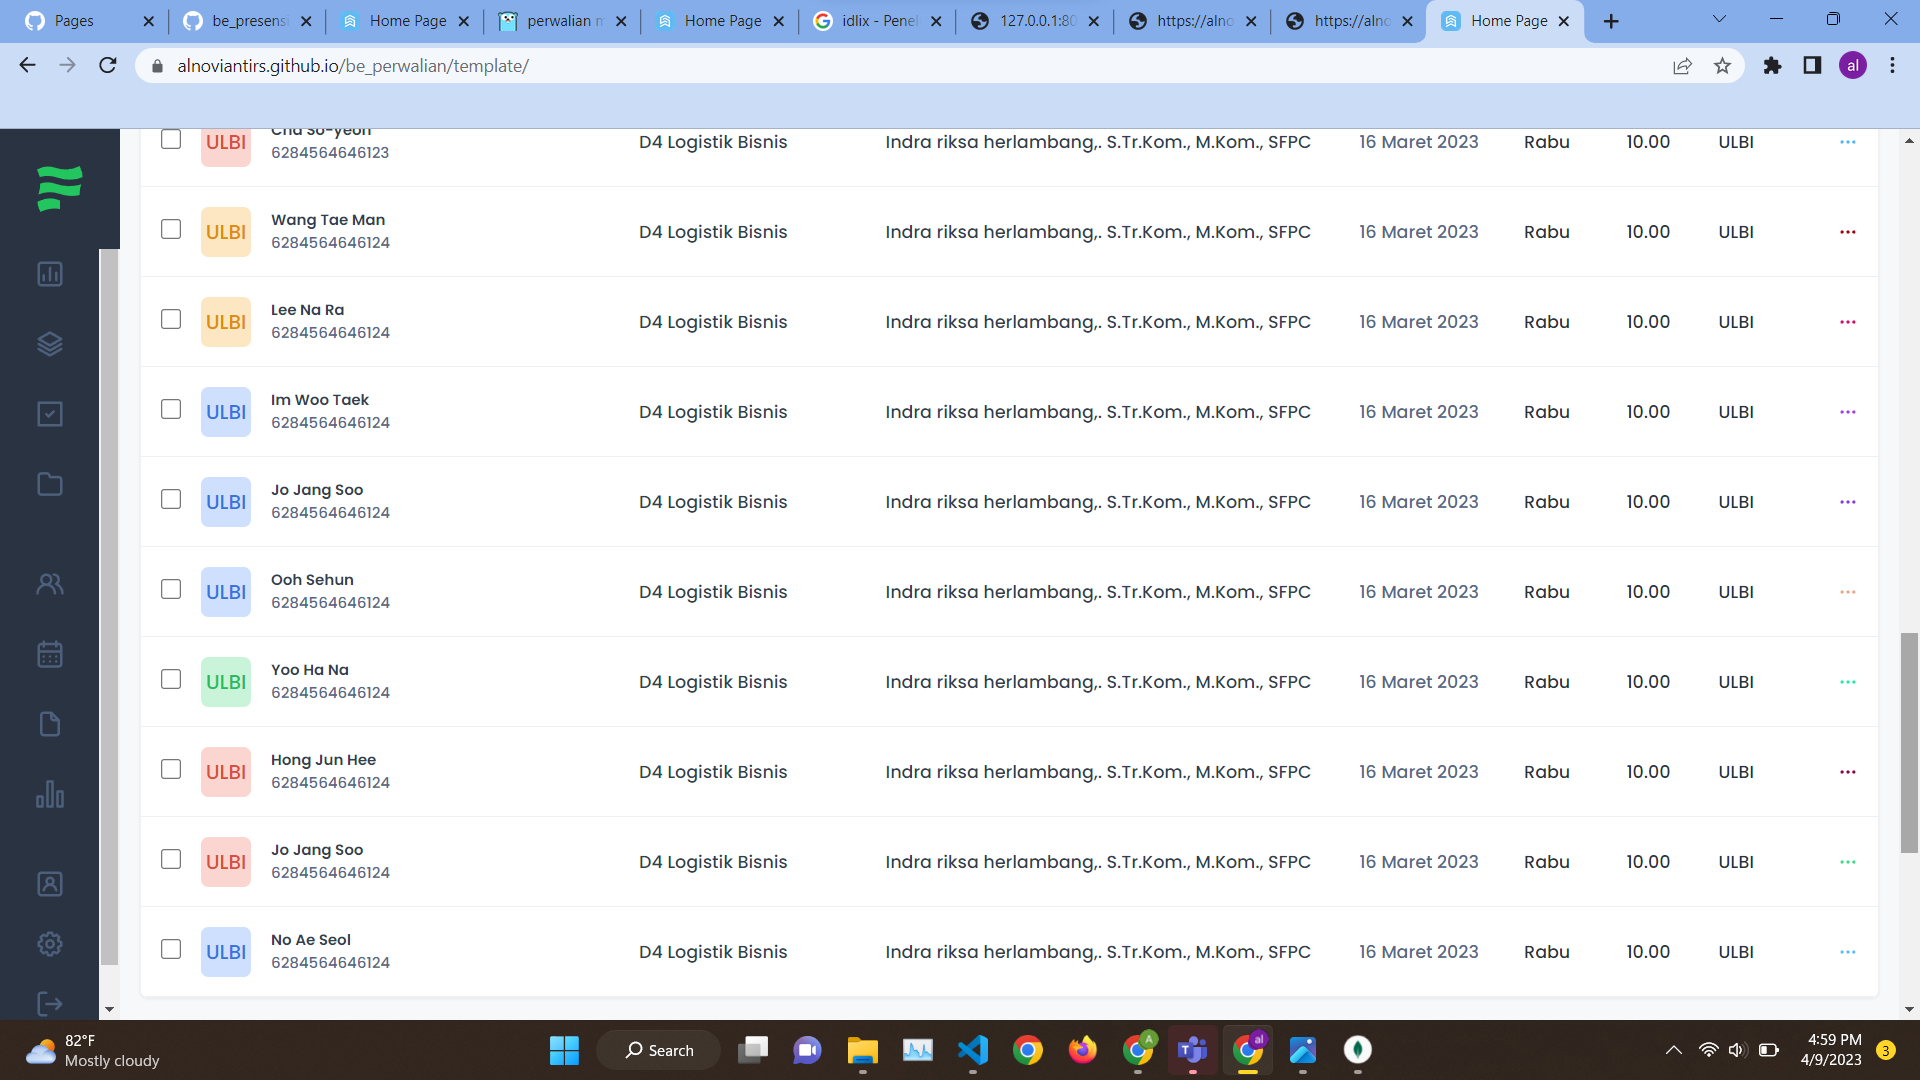 Pages
be_presensi
Home Page
perwalian m
Home Page
idlix - Penel
127.0.0.1:80
https://alno
https://alno
Home Page
alnoviantirs.github.io/be_perwalian/template/
al
ULBI Cha So-yeon D4 Logistik Bisnis Indra riksa herlambang,. S.Tr.Kom., M.Kom., SFPC 16 Maret 2023 Rabu 10.00 ULBI ...
6284564646123
ULBI Wang Tae Man D4 Logistik Bisnis Indra riksa herlambang,. S.Tr.Kom., M.Kom., SFPC 16 Maret 2023 Rabu 10.00 ULBI ...
6284564646124
ULBI Lee Na Ra D4 Logistik Bisnis Indra riksa herlambang,. S.Tr.Kom., M.Kom., SFPC 16 Maret 2023 Rabu 10.00 ULBI ...
6284564646124
ULBI Im Woo Taek D4 Logistik Bisnis Indra riksa herlambang,. S.Tr.Kom., M.Kom., SFPC 16 Maret 2023 Rabu 10.00 ULBI ...
6284564646124
ULBI Jo Jang Soo D4 Logistik Bisnis Indra riksa herlambang,. S.Tr.Kom., M.Kom., SFPC 16 Maret 2023 Rabu 10.00 ULBI ...
6284564646124
ULBI Ooh Sehun D4 Logistik Bisnis Indra riksa herlambang,. S.Tr.Kom., M.Kom., SFPC 16 Maret 2023 Rabu 10.00 ULBI ...
6284564646124
ULBI Yoo Ha Na D4 Logistik Bisnis Indra riksa herlambang,. S.Tr.Kom., M.Kom., SFPC 16 Maret 2023 Rabu 10.00 ULBI ...
6284564646124
ULBI Hong Jun Hee D4 Logistik Bisnis Indra riksa herlambang,. S.Tr.Kom., M.Kom., SFPC 16 Maret 2023 Rabu 10.00 ULBI ...
6284564646124
ULBI Jo Jang Soo D4 Logistik Bisnis Indra riksa herlambang,. S.Tr.Kom., M.Kom., SFPC 16 Maret 2023 Rabu 10.00 ULBI ...
6284564646124
ULBI No Ae Seol D4 Logistik Bisnis Indra riksa herlambang,. S.Tr.Kom., M.Kom., SFPC 16 Maret 2023 Rabu 10.00 ULBI ...
6284564646124
82°F
Mostly cloudy
Search
A
al
4:59 PM
4/9/2023
3